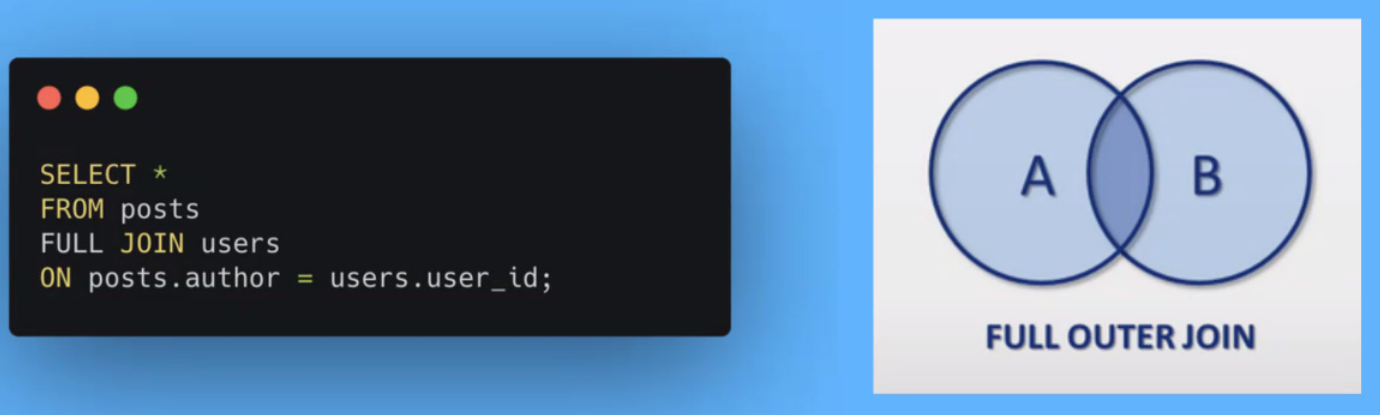 SELECT *
FROM posts
FULL JOIN users
ON posts.author = users.user_id;
A
B
FULL OUTER JOIN